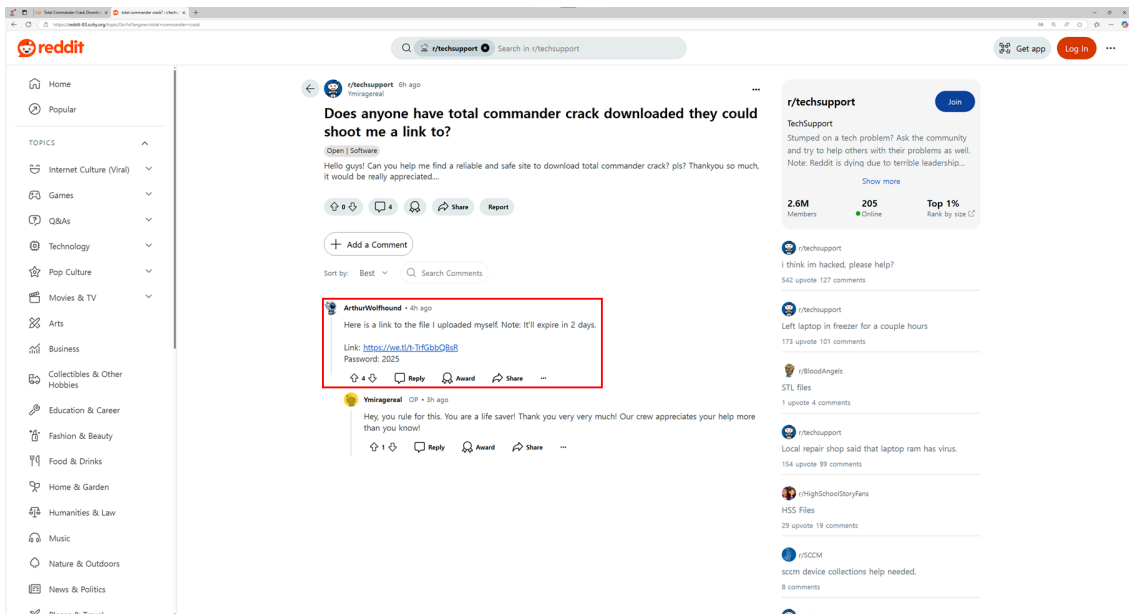 Total Commander Crack Downloa
total commander crack? : r/techsu
reddit
r/techsupport
Search in r/techsupport
Get app
Log In
Home
Popular
TOPICS
Internet Culture (Viral)
Games
Q&As
Technology
Pop Culture
Movies & TV
Arts
Business
Collectibles & Other
Hobbies
Education & Career
Fashion & Beauty
Food & Drinks
Home & Garden
Humanities & Law
Music
Nature & Outdoors
News & Politics
r/techsupport 6h ago
Ymiragereal
Does anyone have total commander crack downloaded they could
shoot me a link to?
Open | Software
Hello guys! Can you help me find a reliable and safe site to download total commander crack? pls? Thankyou so much,
it would be really appreciated....
0
4
Share
Report
Add a Comment
Sort by: Best
Search Comments
ArthurWolfhound • 4h ago
Here is a link to the file I uploaded myself. Note: It'll expire in 2 days.
Link: https://we.tl/t-TrfGbbQBsR
Password: 2025
4 Reply Award Share
Ymiragereal OP • 3h ago
Hey, you rule for this. You are a life saver! Thank you very very much! Our crew appreciates your help more
than you know!
1 Reply Award Share
r/techsupport
Join
TechSupport
Stumped on a tech problem? Ask the community
and try to help others with their problems as well.
Note: Reddit is dying due to terrible leadership...
Show more
2.6M 205 Top 1%
Members Online Rank by size
r/techsupport
i think im hacked, please help?
542 upvote 127 comments
r/techsupport
Left laptop in freezer for a couple hours
173 upvote 101 comments
r/BloodAngels
STL files
1 upvote 4 comments
r/techsupport
Local repair shop said that laptop ram has virus.
154 upvote 99 comments
r/HighSchoolStoryFans
HSS Files
29 upvote 19 comments
r/SCCM
sccm device collections help needed.
8 comments